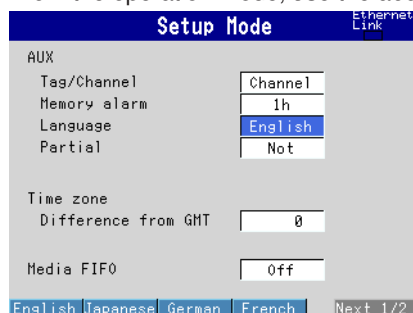 Setup Mode Ethernet
Link
AUX
Tag/Channel Channel
Memory alarm 1h
Language English
Partial Not
Time zone
Difference from GMT 0
Media FIFO Off
English Japanese German French Next 1/2